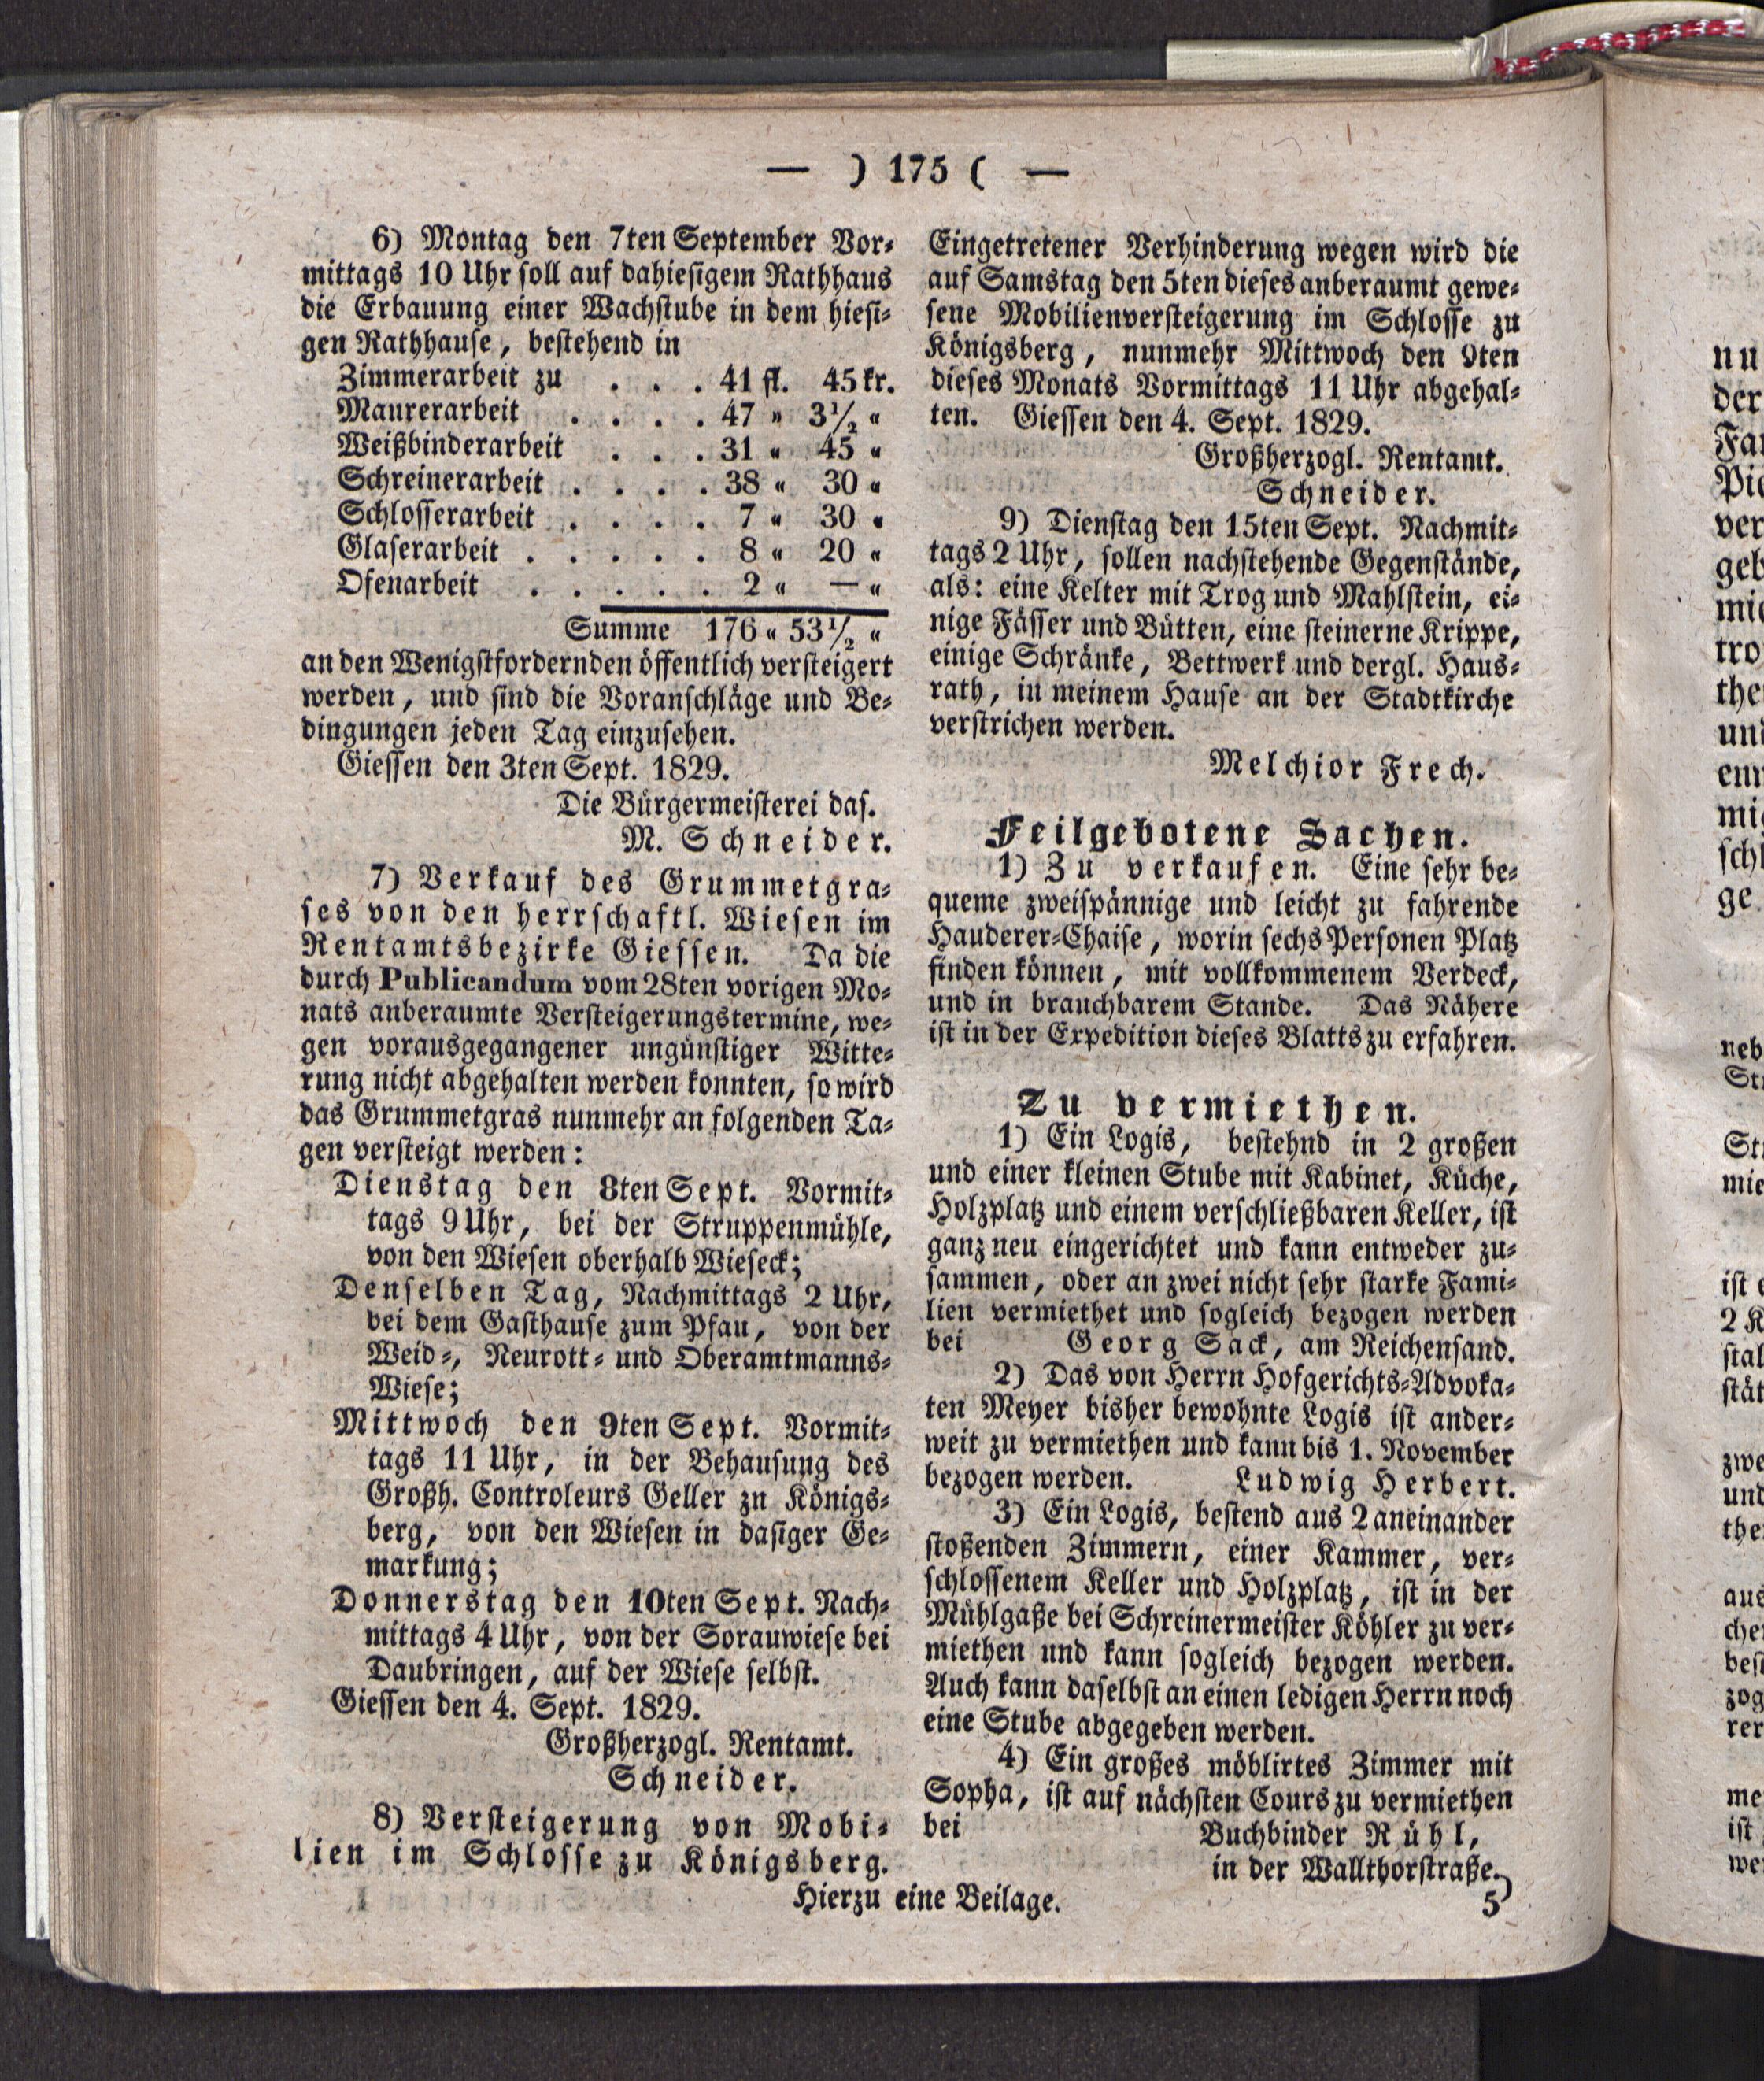 — ) 175 ( —
6) Montag den 7ten September Vor-
mittags 10 Uhr soll auf dahiesigem Rathhaus
die Erbauung einer Wachstube in dem hiesi-
gen Rathhause, bestehend in
Zimmerarbeit zu . . . 41 fl. 45 kr.
Maurerarbeit . . . . 47 „ 3½ „
Weißbinderarbeit . . . 31 „ 45 „
Schreinerarbeit . . . . 38 „ 30 „
Schlosserarbeit . . . . 7 „ 30 „
Glaserarbeit . . . . . 8 „ 20 „
Ofenarbeit . . . . . 2 „ — „
Summe 176 „ 53½ „
an den Wenigstfordernden öffentlich versteigert
werden, und sind die Voranschläge und Be-
dingungen jeden Tag einzusehen.
Giessen den 3ten Sept. 1829.
Die Bürgermeisterei das.
M. Schneider.
7) Verkauf des Grummetgra-
ses von den herrschaftl. Wiesen im
Rentamtsbezirke Giessen. Da die
durch Publicandum vom 28ten vorigen Mo-
nats anberaumte Versteigerungstermine, we-
gen vorausgegangener ungünstiger Witte-
rung nicht abgehalten werden konnten, so wird
das Grummetgras nunmehr an folgenden Ta-
gen versteigt werden:
Dienstag den 8ten Sept. Vormit-
tags 9 Uhr, bei der Struppenmühle,
von den Wiesen oberhalb Wieseck;
Denselben Tag, Nachmittags 2 Uhr,
bei dem Gasthause zum Pfau, von der
Weid-, Neurott- und Oberamtmanns-
Wiese;
Mittwoch den 9ten Sept. Vormit-
tags 11 Uhr, in der Behausung des
Großh. Controleurs Geller zu Königs-
berg, von den Wiesen in dasiger Ge-
markung;
Donnerstag den 10ten Sept. Nach-
mittags 4 Uhr, von der Sorauwiese bei
Daubringen, auf der Wiese selbst.
Giessen den 4. Sept. 1829.
Großherzogl. Rentamt.
Schneider.
8) Versteigerung von Mobi-
lien im Schlosse zu Königsberg.
Eingetretener Verhinderung wegen wird die
auf Samstag den 5ten dieses anberaumt gewe-
sene Mobilienversteigerung im Schlosse zu
Königsberg, nunmehr Mittwoch den 9ten
dieses Monats Vormittags 11 Uhr abgehal-
ten. Giessen den 4. Sept. 1829.
Großherzogl. Rentamt.
Schneider.
9) Dienstag den 15ten Sept. Nachmit-
tags 2 Uhr, sollen nachstehende Gegenstände,
als: eine Kelter mit Trog und Mahlstein, ei-
nige Fässer und Bütten, eine steinerne Krippe,
einige Schränke, Bettwerk und dergl. Haus-
rath, in meinem Hause an der Stadtkirche
verstrichen werden.
Melchior Frech.
Feilgebotene Sachen.
1) Zu verkaufen. Eine sehr be-
queme zweispännige und leicht zu fahrende
Hauderer-Chaise, worin sechs Personen Platz
finden können, mit vollkommenem Verdeck,
und in brauchbarem Stande. Das Nähere
ist in der Expedition dieses Blatts zu erfahren.
Zu vermiethen.
1) Ein Logis, bestehnd in 2 großen
und einer kleinen Stube mit Kabinet, Küche,
Holzplatz und einem verschließbaren Keller, ist
ganz neu eingerichtet und kann entweder zu-
sammen, oder an zwei nicht sehr starke Fami-
lien vermiethet und sogleich bezogen werden
bei Georg Sack, am Reichensand.
2) Das von Herrn Hofgerichts-Advoka-
ten Meyer bisher bewohnte Logis ist ander-
weit zu vermiethen und kann bis 1. November
bezogen werden. Ludwig Herbert.
3) Ein Logis, bestend aus 2 aneinander
stoßenden Zimmern, einer Kammer, ver-
schlossenem Keller und Holzplatz, ist in der
Mühlgaße bei Schreinermeister Köhler zu ver-
miethen und kann sogleich bezogen werden.
Auch kann daselbst an einen ledigen Herrn noch
eine Stube abgegeben werden.
4) Ein großes möblirtes Zimmer mit
Sopha, ist auf nächsten Cours zu vermiethen
bei Buchbinder Rühl,
in der Wallthorstraße.
Hierzu eine Beilage.
5)